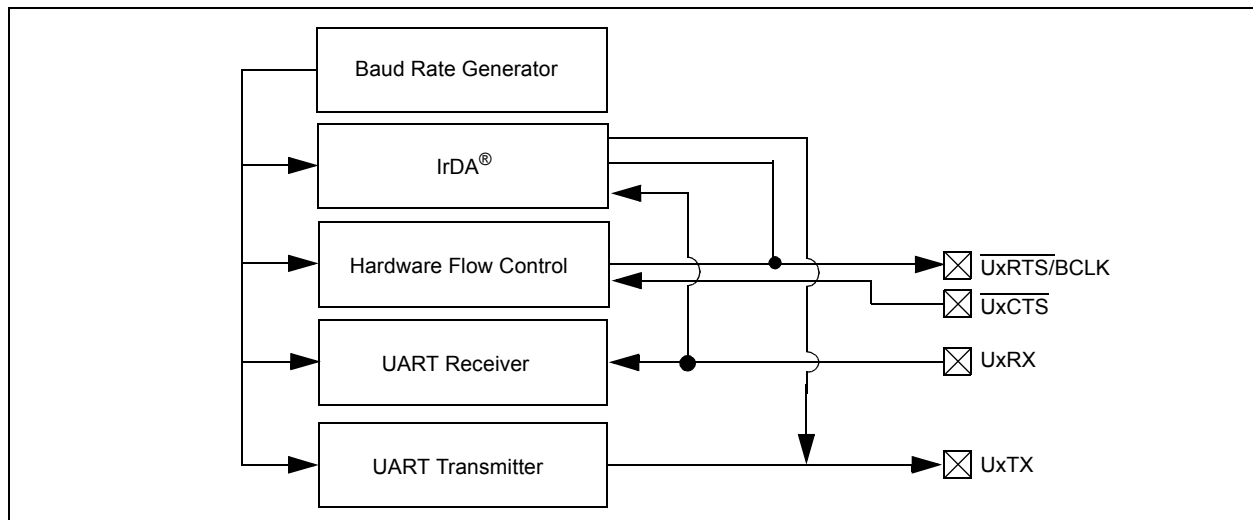 Baud Rate Generator
IrDA®
Hardware Flow Control
UxRTS/BCLK
UxCTS
UART Receiver
UxRX
UART Transmitter
UxTX